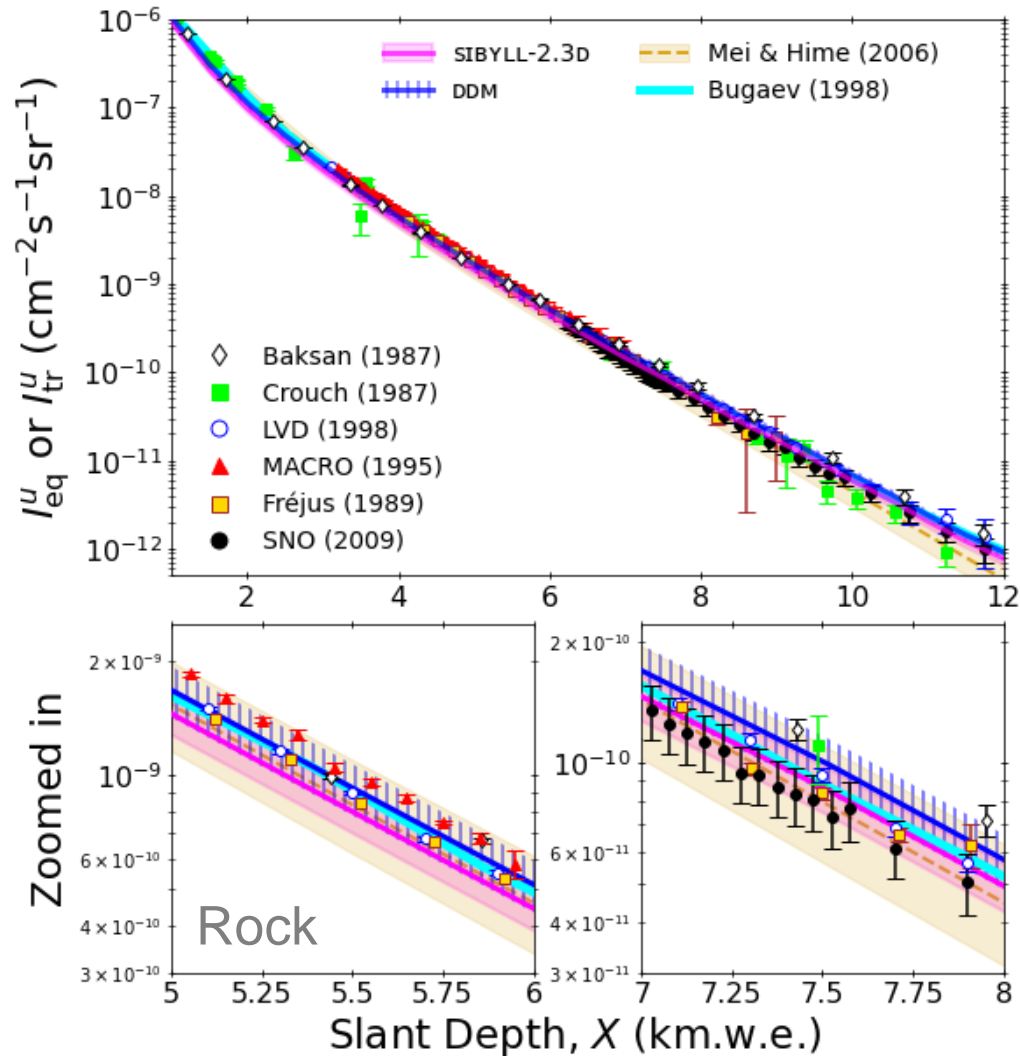 10⁻⁶
10⁻⁷
10⁻⁸
10⁻⁹
10⁻¹⁰
10⁻¹¹
10⁻¹²
I^u_eq or I^u_tr (cm⁻²s⁻¹sr⁻¹)
SIBYLL-2.3D
DDM
Mei & Hime (2006)
Bugaev (1998)
Baksan (1987)
Crouch (1987)
LVD (1998)
MACRO (1995)
Fréjus (1989)
SNO (2009)
2 4 6 8 10 12
Zoomed in
2 × 10⁻⁹
10⁻⁹
6 × 10⁻¹⁰
4 × 10⁻¹⁰
3 × 10⁻¹⁰
Rock
5 5.25 5.5 5.75 6
2 × 10⁻¹⁰
10⁻¹⁰
6 × 10⁻¹¹
4 × 10⁻¹¹
3 × 10⁻¹¹
7 7.25 7.5 7.75 8
Slant Depth, X (km.w.e.)